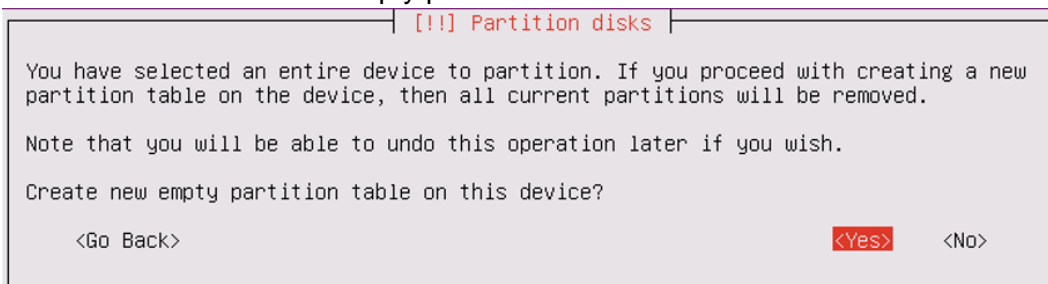 [!!] Partition disks
You have selected an entire device to partition. If you proceed with creating a new
partition table on the device, then all current partitions will be removed.
Note that you will be able to undo this operation later if you wish.
Create new empty partition table on this device?
<Go Back> <Yes> <No>